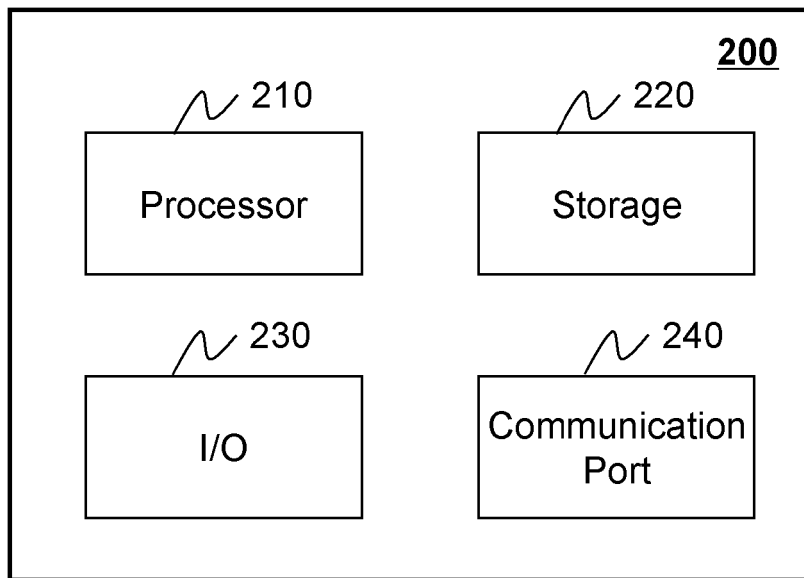 200
210
220
Processor
Storage
230
240
I/O
Communication
Port